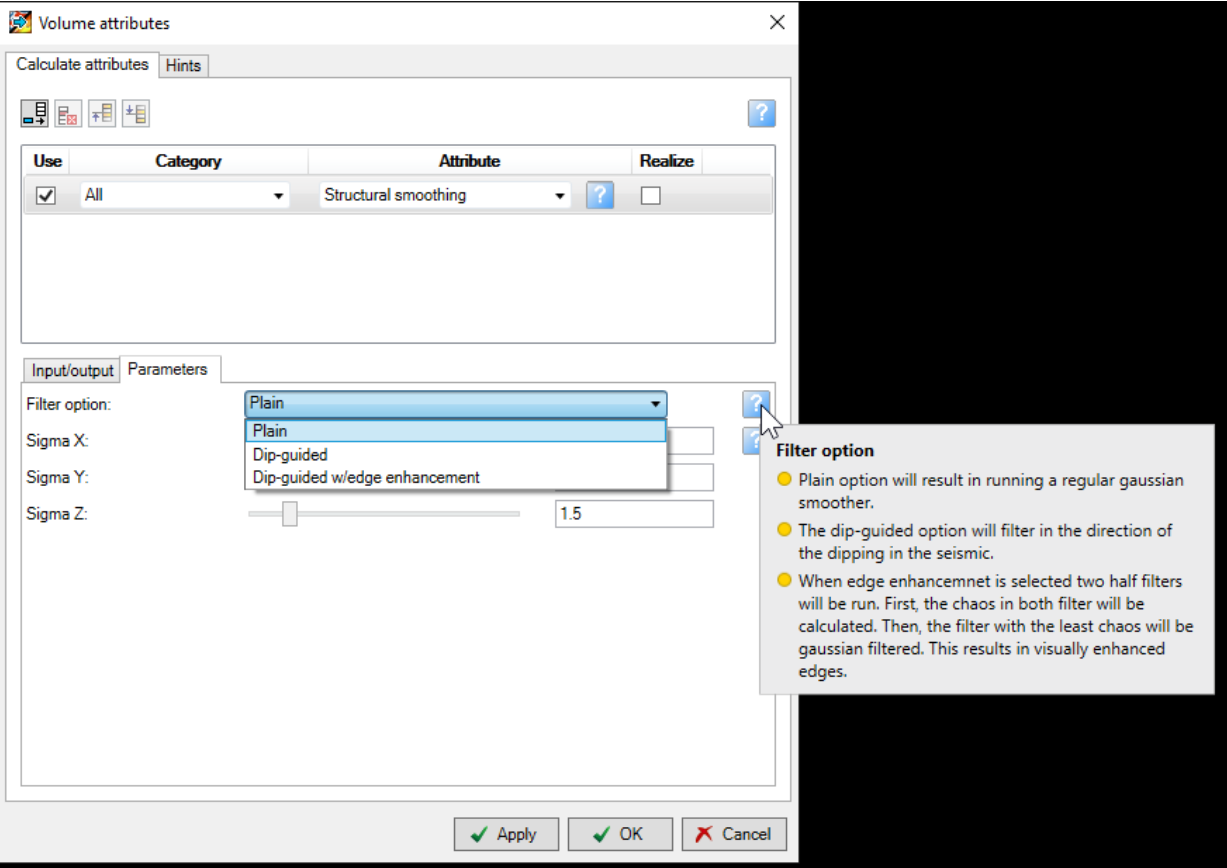 Volume attributes
Calculate attributes Hints
?
Use Category Attribute Realize
All Structural smoothing ?
Input/output Parameters
Filter option: Plain ?
Plain
Sigma X:
Dip-guided
Sigma Y: Dip-guided w/edge enhancement
Sigma Z: 1.5
Filter option
Plain option will result in running a regular gaussian
smoother.
The dip-guided option will filter in the direction of
the dipping in the seismic.
When edge enhancemnet is selected two half filters
will be run. First, the chaos in both filter will be
calculated. Then, the filter with the least chaos will be
gaussian filtered. This results in visually enhanced
edges.
Apply OK Cancel